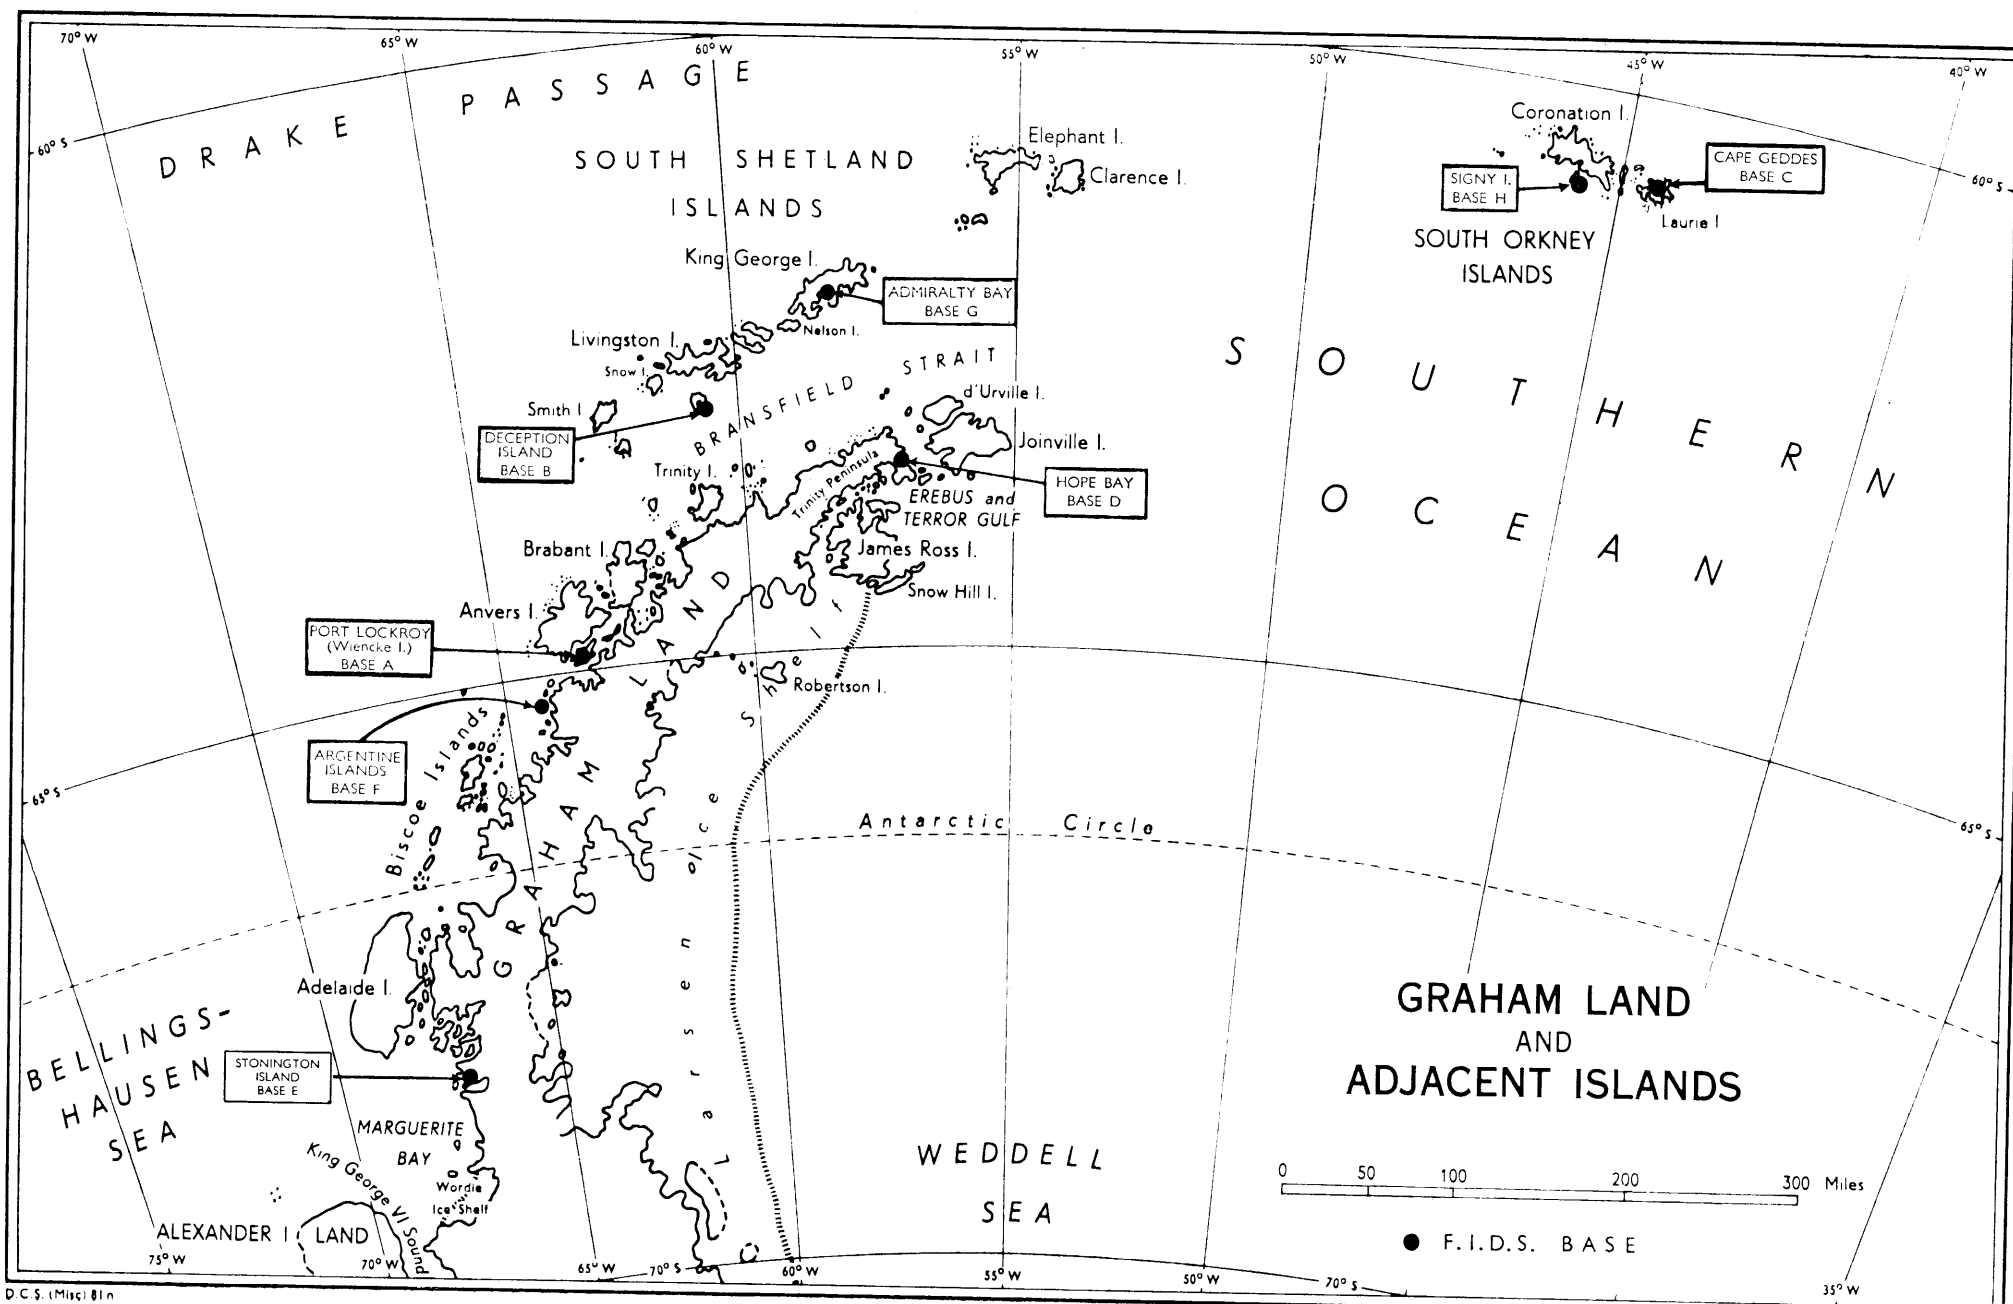 70° W
65° W
60° W
55° W
50° W
45° W
40° W
DRAKE PASSAGE
60° S
SOUTH SHETLAND
ISLANDS
Elephant I.
Clarence I.
Coronation I.
SIGNY I.
BASE H
CAPE GEDDES
BASE C
Laurie I
60° S
SOUTH ORKNEY
ISLANDS
King George I.
ADMIRALTY BAY
BASE G
Nelson I.
Livingston I.
Snow I.
Smith I
DECEPTION
ISLAND
BASE B
BRANSFIELD STRAIT
d'Urville I.
Joinville I.
HOPE BAY
BASE D
Trinity I.
Trinity Peninsula
EREBUS and
TERROR GULF
James Ross I.
Snow Hill I.
SOUTHERN
OCEAN
Brabant I.
Anvers I.
PORT LOCKROY
(Wiencke I.)
BASE A
Robertson I.
ARGENTINE
ISLANDS
BASE F
Biscoe Islands
GRAHAM LAND
Larsen Ice Shelf
65° S
65° S
Antarctic Circle
Adelaide I.
BELLINGS-
HAUSEN
SEA
STONINGTON
ISLAND
BASE E
MARGUERITE
BAY
King George VI Sound
Wordie
Ice Shelf
ALEXANDER I LAND
WEDDELL
SEA
GRAHAM LAND
AND
ADJACENT ISLANDS
0 50 100 200 300 Miles
F.I.D.S. BASE
75° W
70° W
65° W
70° S
60° W
55° W
50° W
70° S
35° W
D.C.S. (Misc) 81n